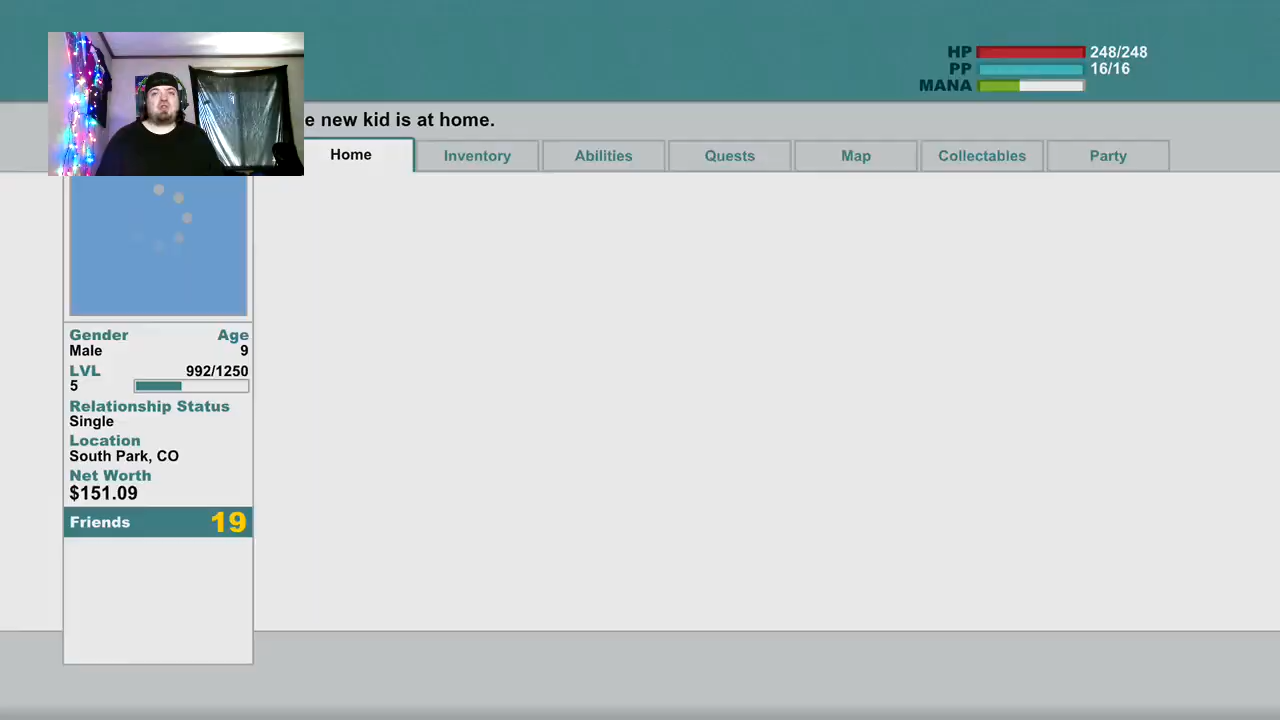 HP 248/248
PP 16/16
MANA
e new kid is at home.
Home Inventory Abilities Quests Map Collectables Party
Gender Age
Male 9
LVL 992/1250
5
Relationship Status
Single
Location
South Park, CO
Net Worth
$151.09
Friends 19